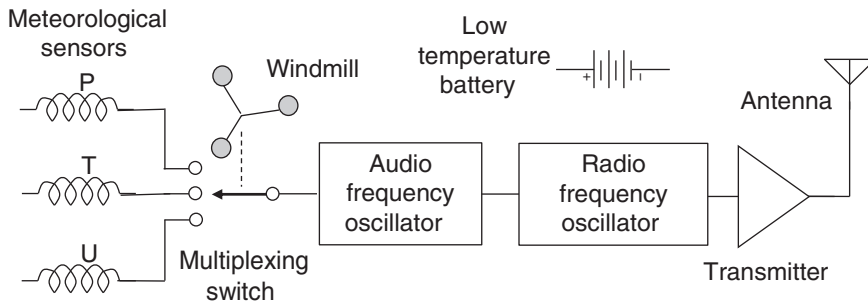 Meteorological
sensors
P
T
U
Windmill
Multiplexing
switch
Low
temperature
battery
+
-
Audio
frequency
oscillator
Radio
frequency
oscillator
Antenna
Transmitter